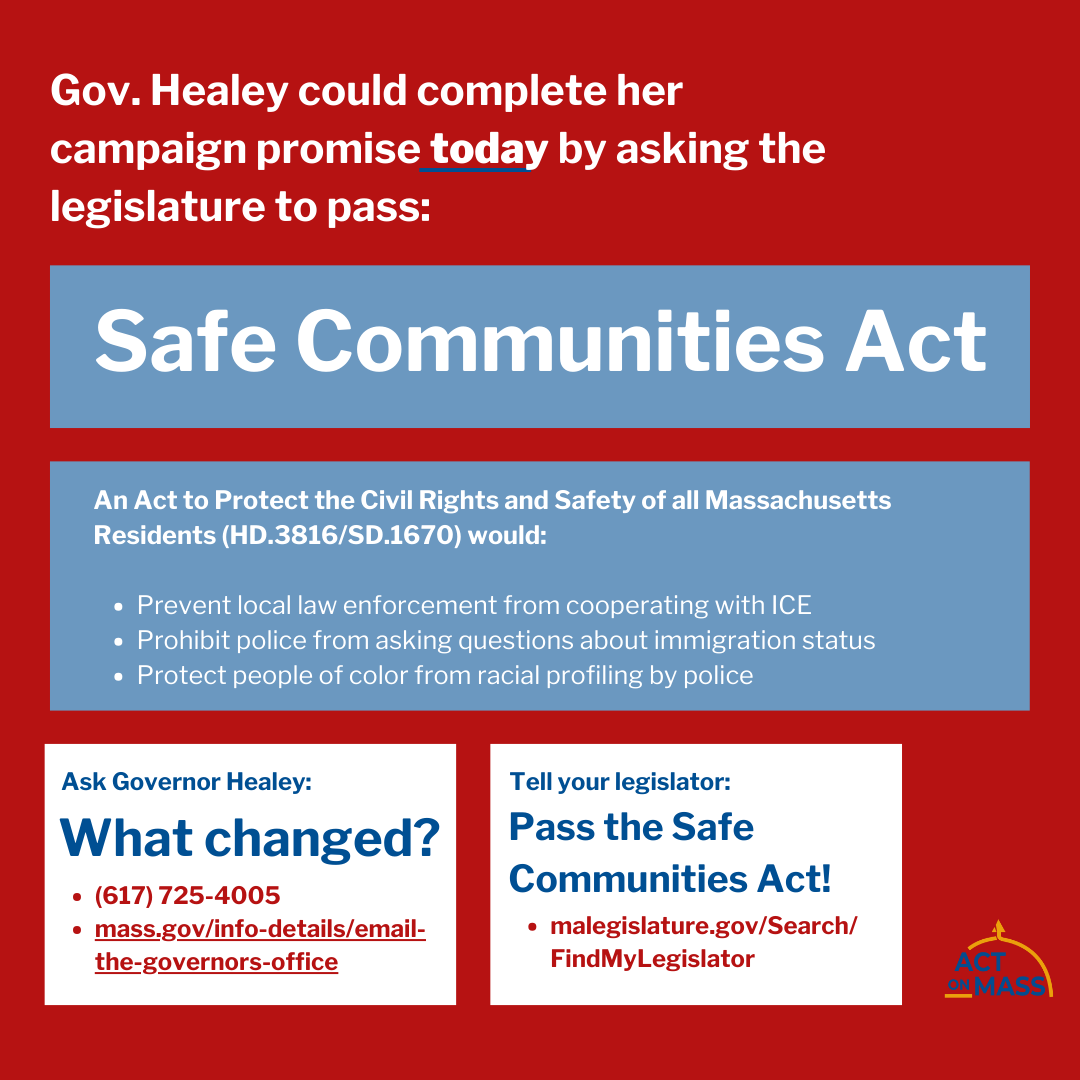 Gov. Healey could complete her
campaign promise today by asking the
legislature to pass:
Safe Communities Act
An Act to Protect the Civil Rights and Safety of all Massachusetts
Residents (HD.3816/SD.1670) would:
• Prevent local law enforcement from cooperating with ICE
• Prohibit police from asking questions about immigration status
• Protect people of color from racial profiling by police
Ask Governor Healey:
What changed?
• (617) 725-4005
• mass.gov/info-details/email-
the-governors-office
Tell your legislator:
Pass the Safe
Communities Act!
• malegislature.gov/Search/
FindMyLegislator
ACT
ON MASS